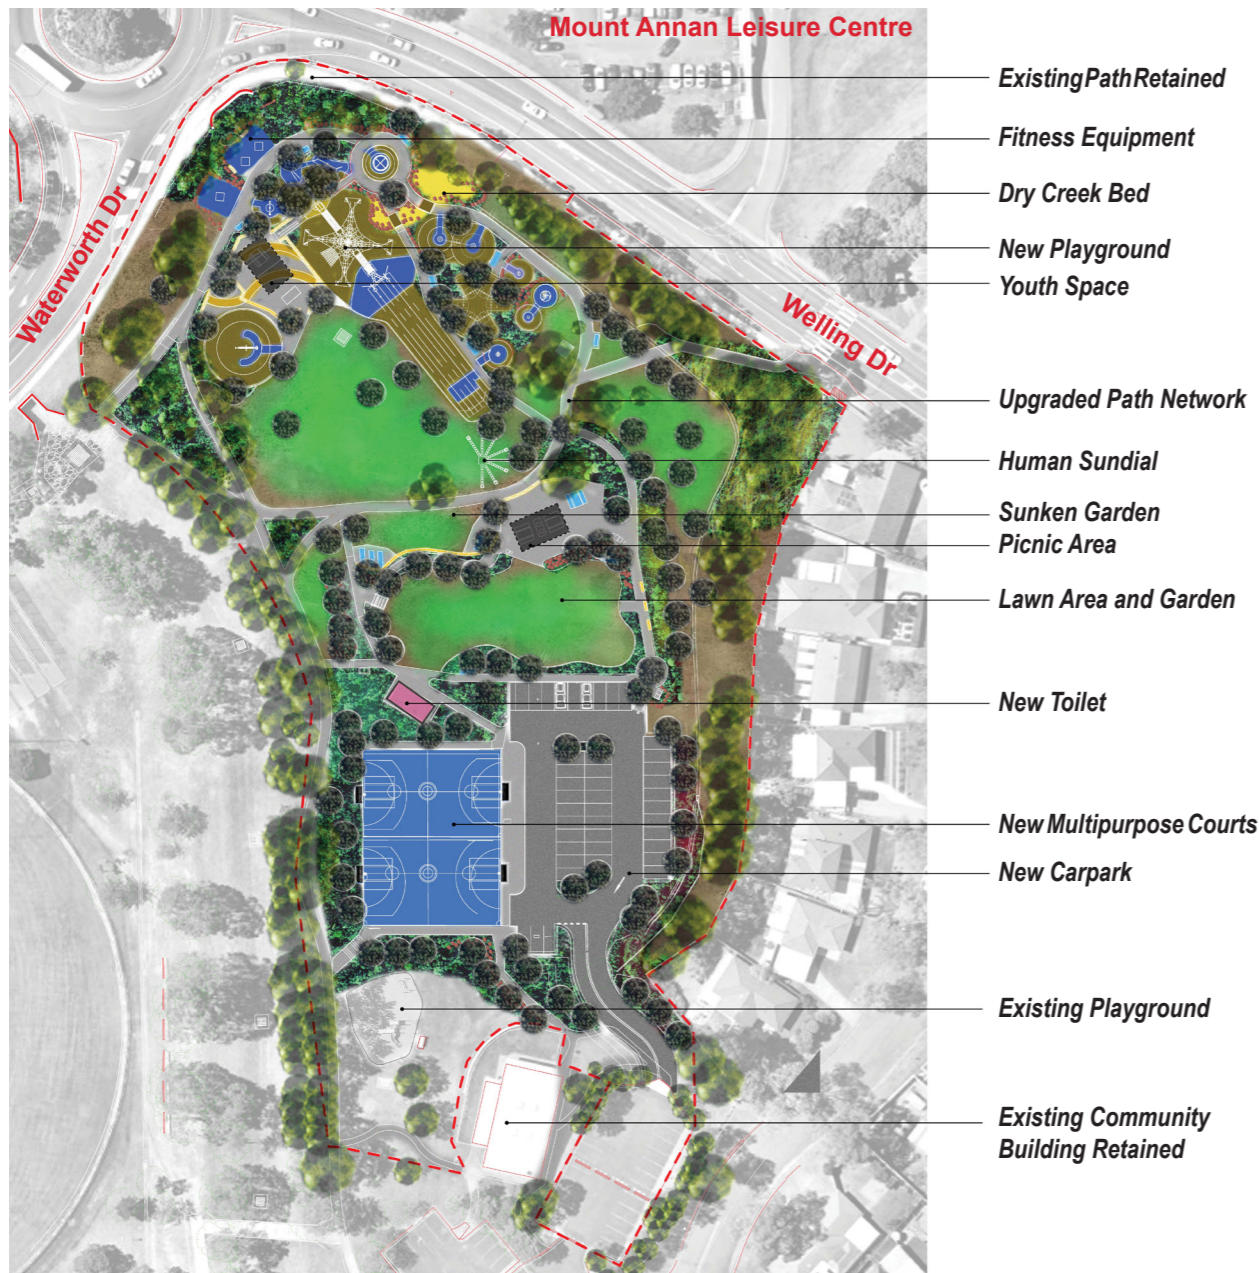 Mount Annan Leisure Centre
Waterworth Dr
Welling Dr
Existing Path Retained
Fitness Equipment
Dry Creek Bed
New Playground
Youth Space
Upgraded Path Network
Human Sundial
Sunken Garden
Picnic Area
Lawn Area and Garden
New Toilet
New Multipurpose Courts
New Carpark
Existing Playground
Existing Community
Building Retained